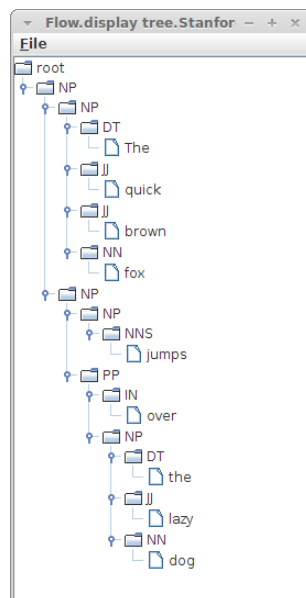 Flow.display tree.Stanfor
File
root
NP
NP
DT
The
JJ
quick
JJ
brown
NN
fox
NP
NP
NNS
jumps
PP
IN
over
NP
DT
the
JJ
lazy
NN
dog